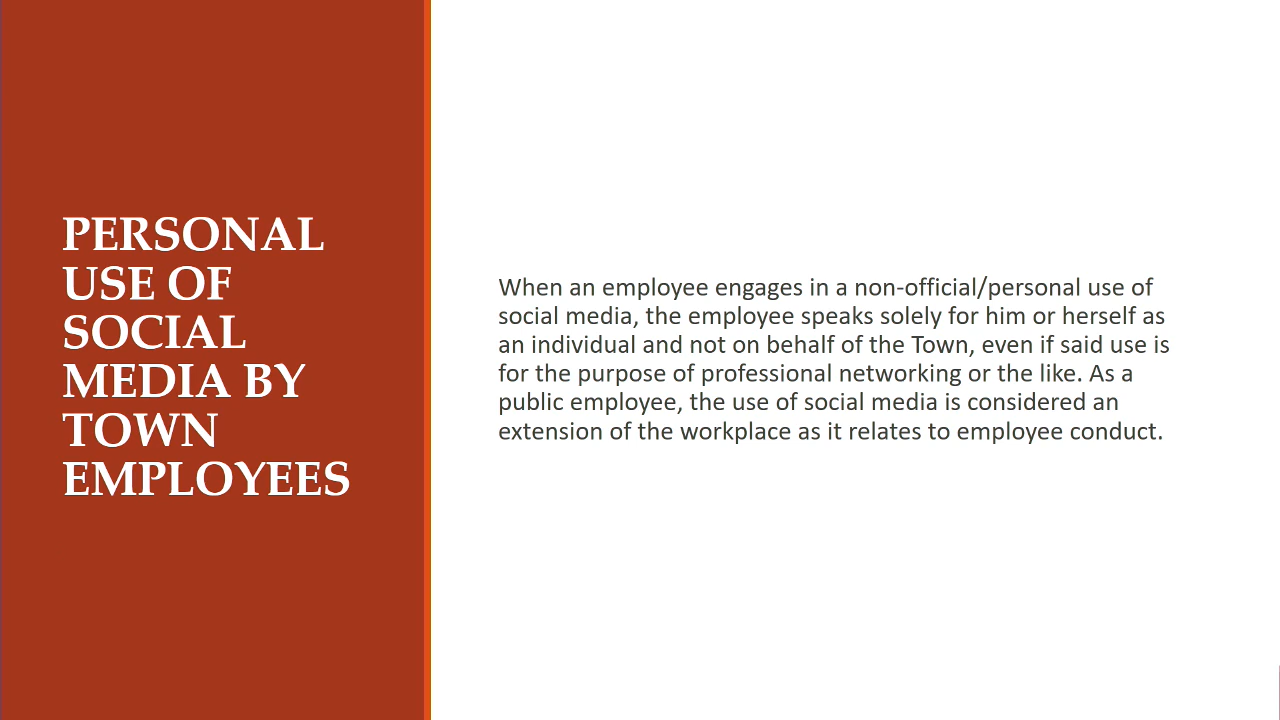 PERSONAL
USE OF
SOCIAL
MEDIA BY
TOWN
EMPLOYEES
When an employee engages in a non-official/personal use of
social media, the employee speaks solely for him or herself as
an individual and not on behalf of the Town, even if said use is
for the purpose of professional networking or the like. As a
public employee, the use of social media is considered an
extension of the workplace as it relates to employee conduct.